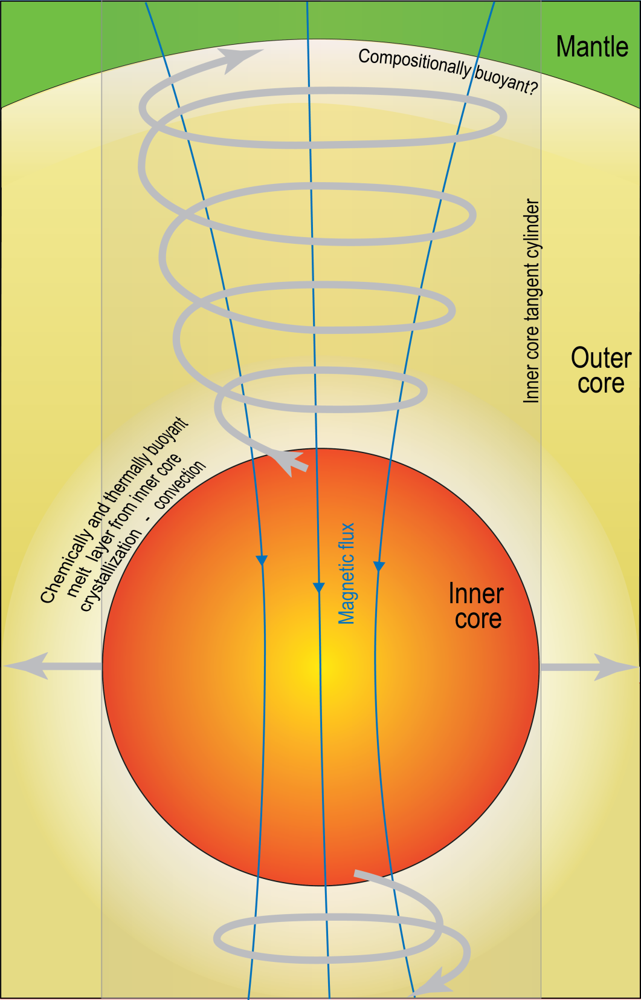 Mantle
Compositionally buoyant?
Inner core tangent cylinder
Outer
core
Chemically and thermally buoyant
melt layer from inner core
crystallization - convection
Magnetic flux
Inner
core